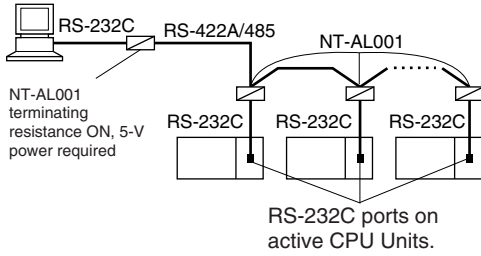 RS-232C
RS-422A/485
NT-AL001
NT-AL001
terminating
resistance ON, 5-V
power required
RS-232C
RS-232C
RS-232C
RS-232C ports on
active CPU Units.